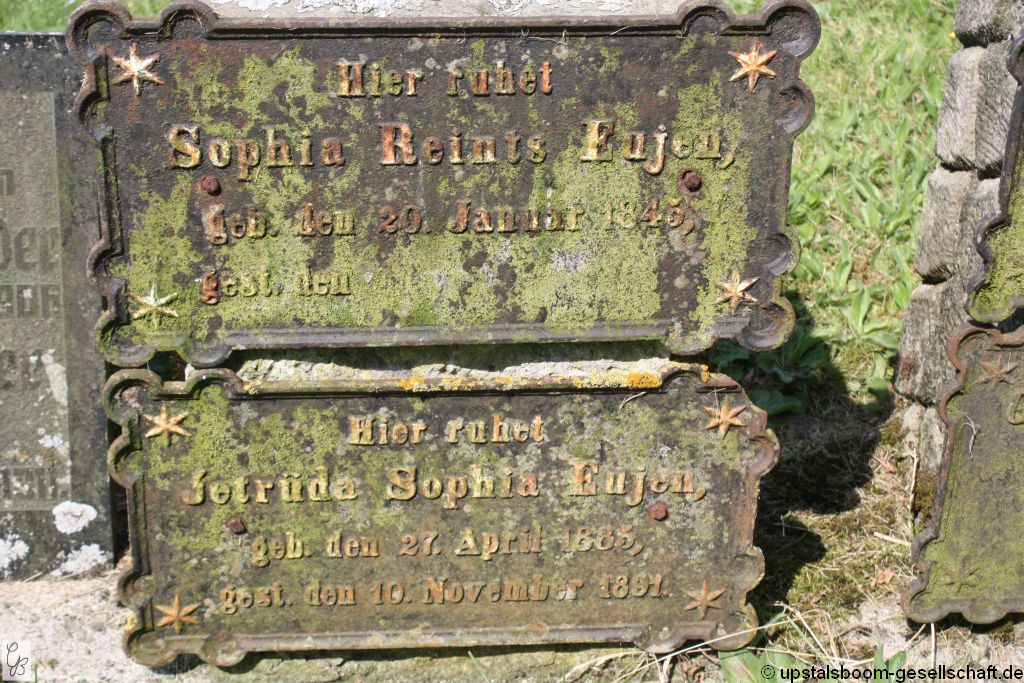 Hier ruhet
Sophia Reints Eujen,
geb. den 20. Januar 1845,
gest. den
Hier ruhet
Jetrüda Sophia Eujen,
geb. den 27. April 1885,
gest. den 10. November 1891.
© upstalsboom-gesellschaft.de